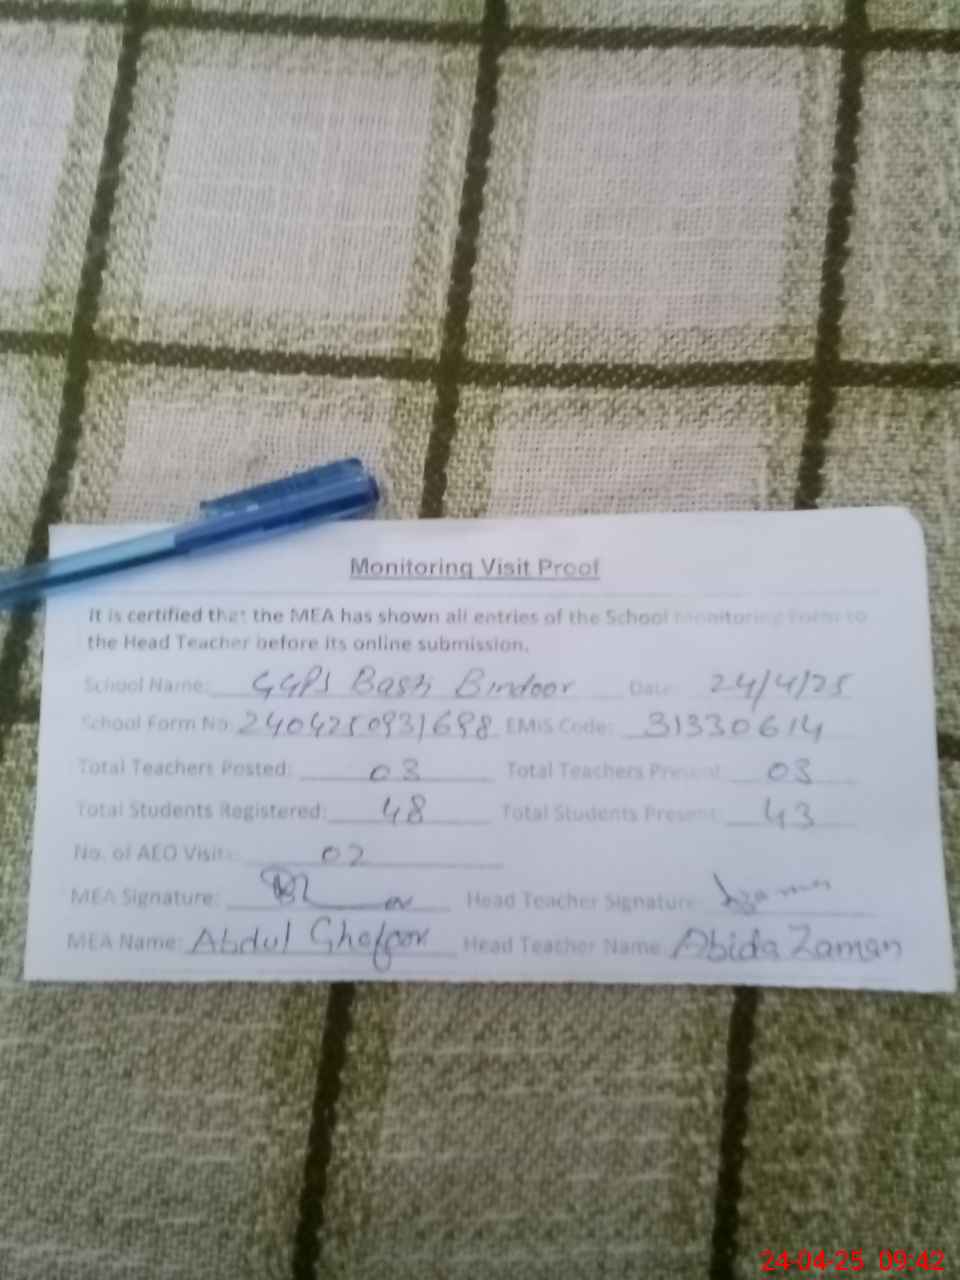 Monitoring Visit Proof
It is certified that the MEA has shown all entries of the School Monitoring Form to
the Head Teacher before its online submission.
School Name: GGPS Basti Bindoor Date: 24/4/25
School Form No: 2404250931698 EMIS Code: 31330614
Total Teachers Posted: 03 Total Teachers Present: 03
Total Students Registered: 48 Total Students Present: 43
No. of AEO Visits: 02
MEA Signature: Head Teacher Signature:
MEA Name: Abdul Ghafoor Head Teacher Name: Abida Zaman
24-04-25 09:42